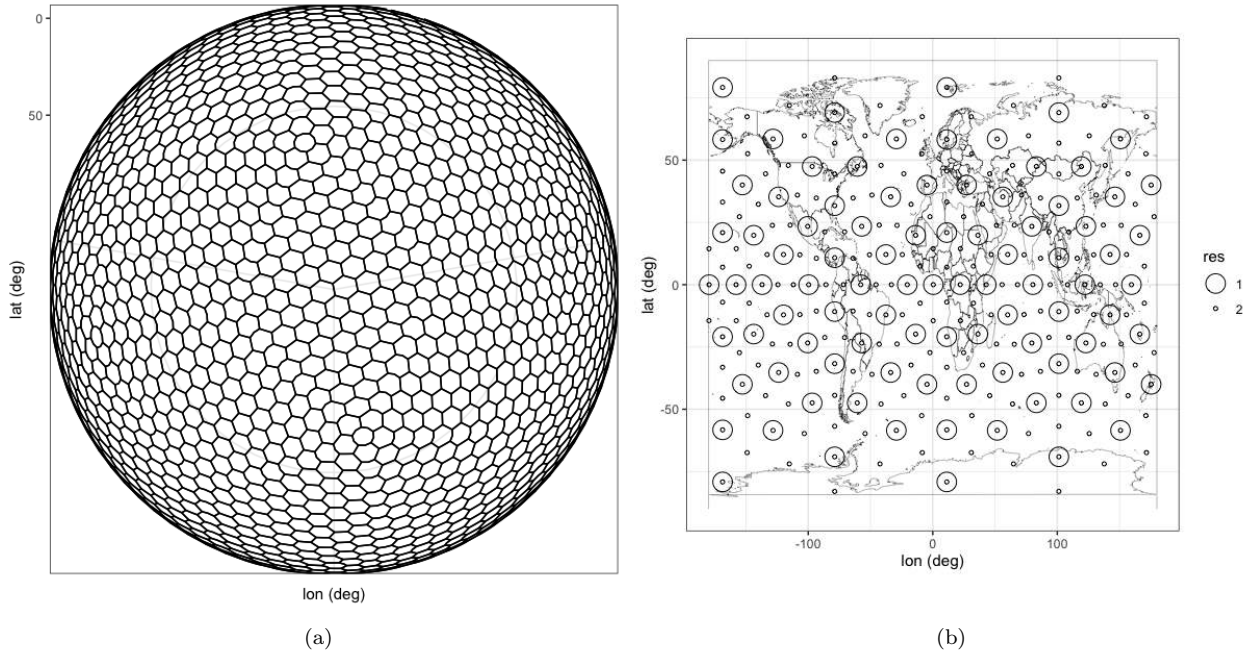 0
50
lat (deg)
lon (deg)
(a)
50
0
-50
lat (deg)
-100
0
100
lon (deg)
res
1
2
(b)